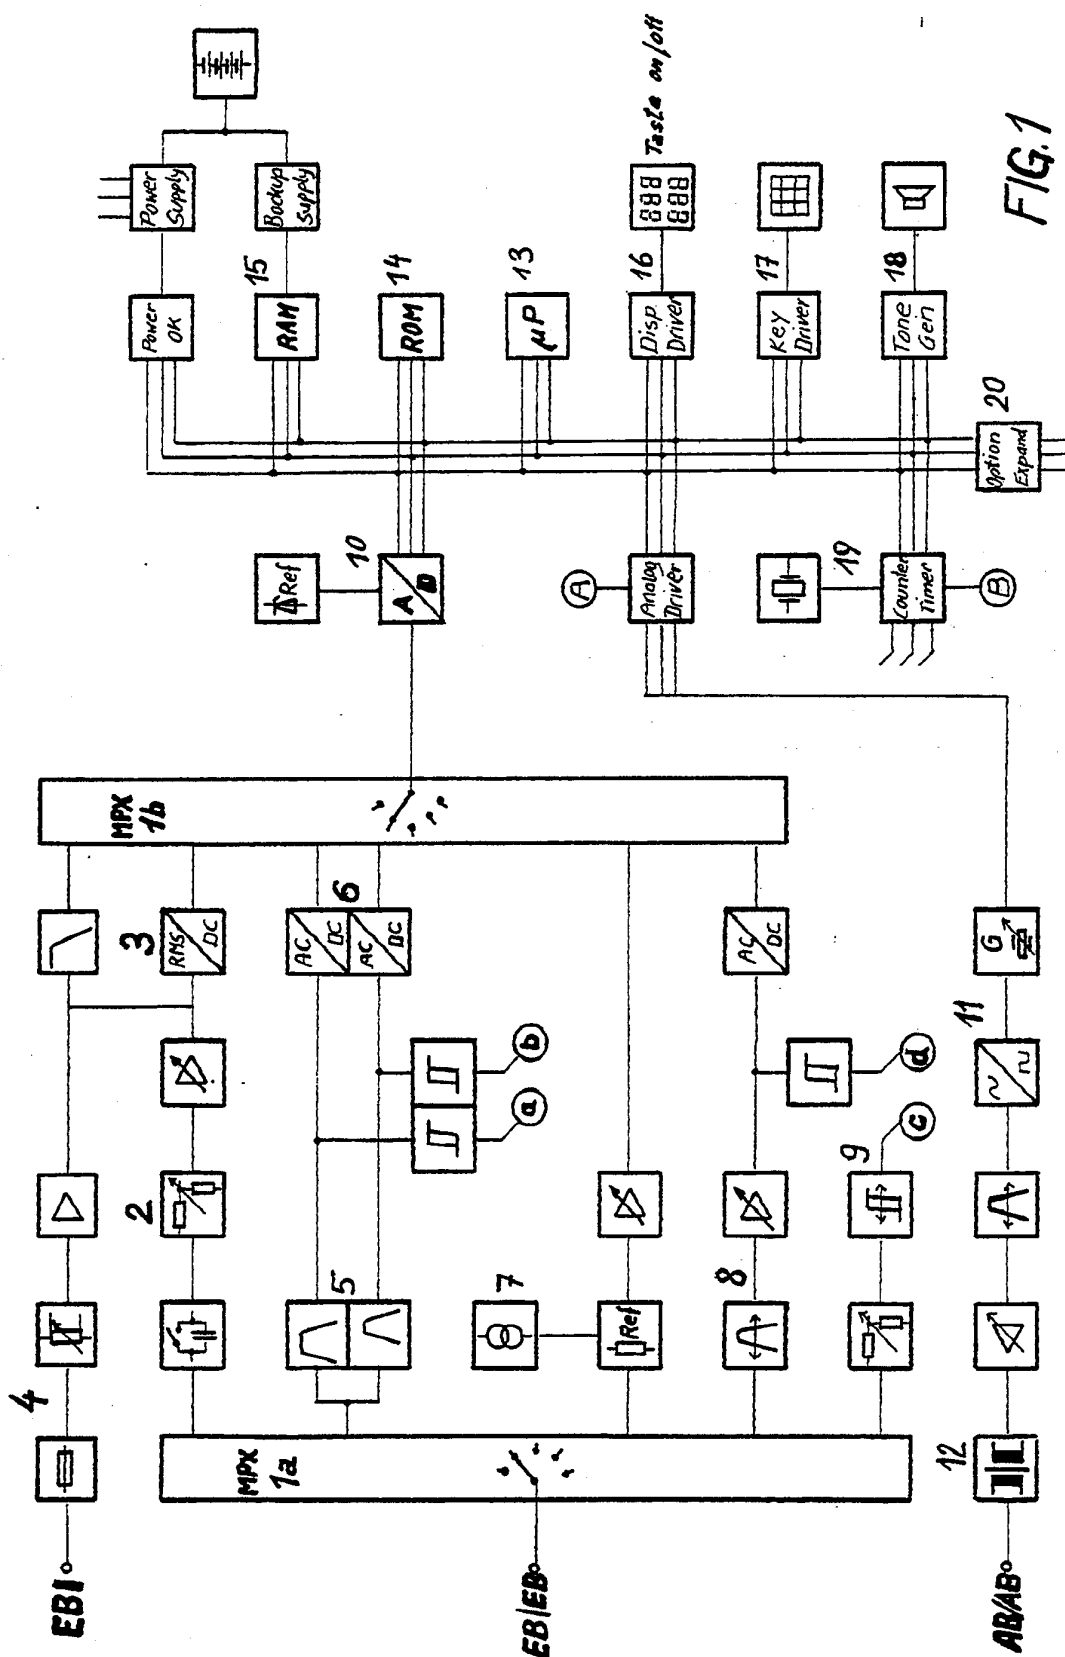 EBI
4
EB/EB
AB/AB
MPX
1a
12
2
5
7
Ref
8
9
a
b
c
d
3
RMS
DC
AC
DC
6
AC
DC
AC
DC
G
11
MPX
1b
Ref
10
A
D
A
Analog
Driver
19
Counter
Timer
B
Power
OK
Power
Supply
15
RAM
Backup
Supply
14
ROM
13
µP
16
Disp.
Driver
888
888
Taste on/off
17
Key
Driver
18
Tone
Gen
20
Option
Expand
FIG.1